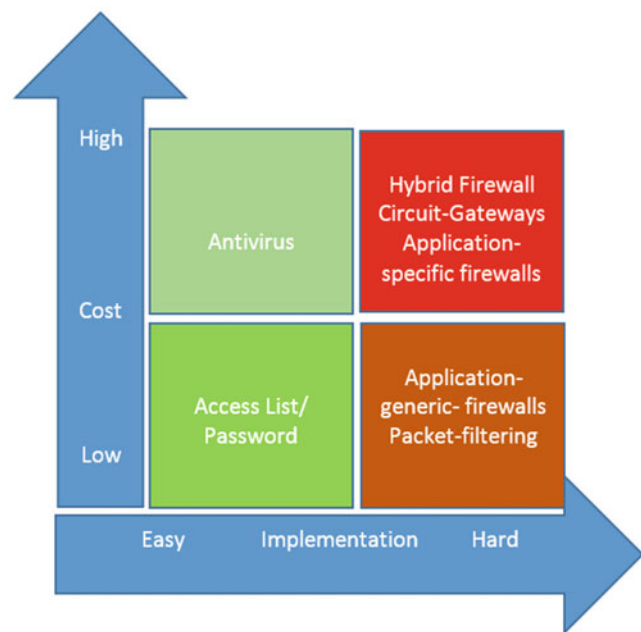 High
Cost
Low
Antivirus
Hybrid Firewall
Circuit-Gateways
Application-
specific firewalls
Access List/
Password
Application-
generic- firewalls
Packet-filtering
Easy Implementation Hard